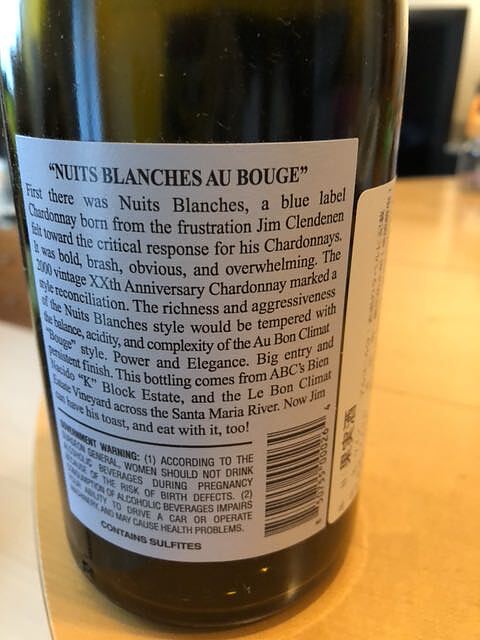 "NUITS BLANCHES AU BOUGE"
First there was Nuits Blanches, a blue label
Chardonnay born from the frustration Jim Clendenen
felt toward the critical response for his Chardonnays.
It was bold, brash, obvious, and overwhelming. The
2000 vintage XXth Anniversary Chardonnay marked a
style reconciliation. The richness and aggressiveness
of the Nuits Blanches style would be tempered with
the balance, acidity, and complexity of the Au Bon Climat
"Bouge" style. Power and Elegance. Big entry and
persistent finish. This bottling comes from ABC's Bien
Nacido "K" Block Estate, and the Le Bon Climat
Estate Vineyard across the Santa Maria River. Now Jim
can have his toast, and eat with it, too!
GOVERNMENT WARNING: (1) ACCORDING TO THE
SURGEON GENERAL, WOMEN SHOULD NOT DRINK
ALCOHOLIC BEVERAGES DURING PREGNANCY
BECAUSE OF THE RISK OF BIRTH DEFECTS. (2)
CONSUMPTION OF ALCOHOLIC BEVERAGES IMPAIRS
YOUR ABILITY TO DRIVE A CAR OR OPERATE
MACHINERY, AND MAY CAUSE HEALTH PROBLEMS.
CONTAINS SULFITES